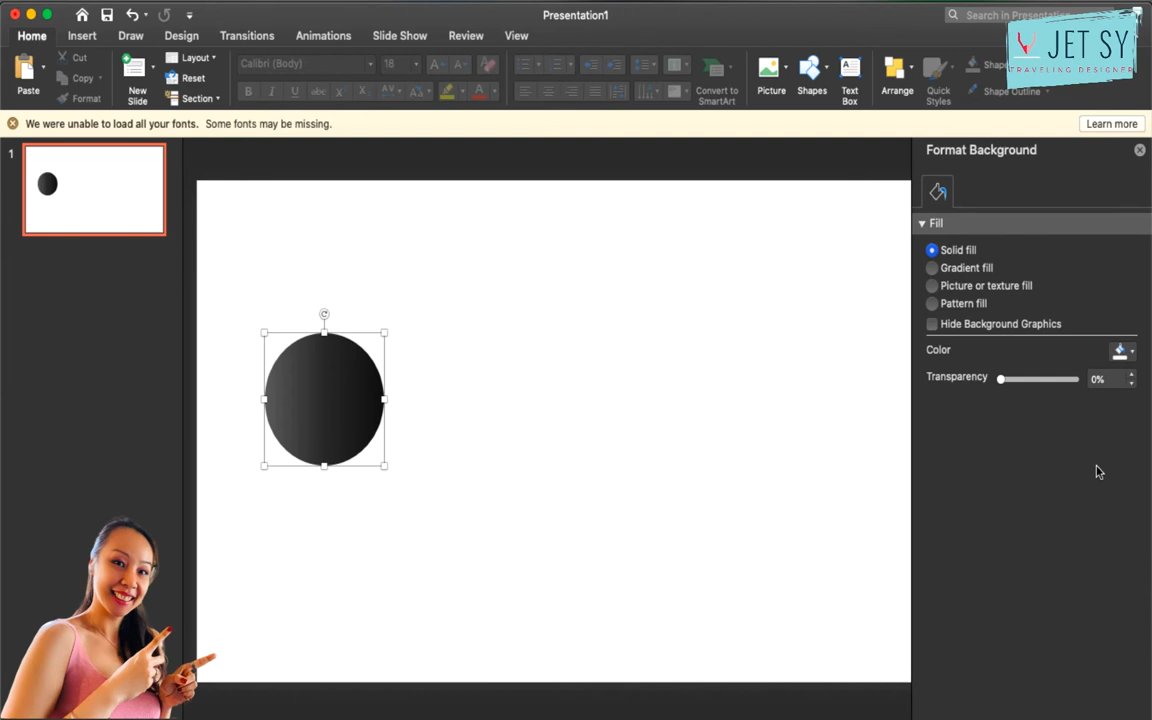 Presentation1
Search in Presentation
Home Insert Draw Design Transitions Animations Slide Show Review View
JET SY
TRAVELING DESIGNER
Paste
Cut
Copy
Format
New
Slide
Layout
Reset
Section
Calibri (Body) 18
Convert to
SmartArt
Picture
Shapes
Text
Box
Arrange
Quick
Styles
Shape Outline
We were unable to load all your fonts. Some fonts may be missing.
Learn more
1
Format Background
Fill
Solid fill
Gradient fill
Picture or texture fill
Pattern fill
Hide Background Graphics
Color
Transparency 0%